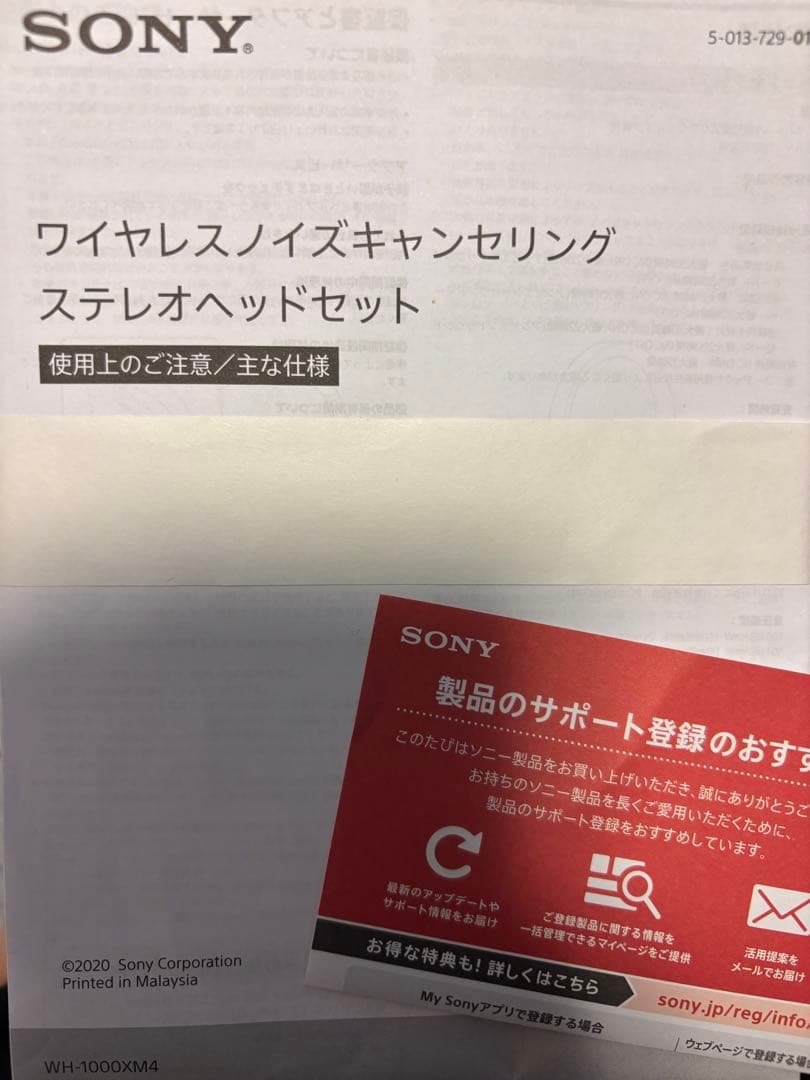 SONY®
5-013-729-01
ワイヤレスノイズキャンセリング
ステレオヘッドセット
使用上のご注意／主な仕様
SONY
製品のサポート登録のおすす
このたびはソニー製品をお買い上げいただき、誠にありがとうご
お持ちのソニー製品を長くご愛用いただくために、
製品のサポート登録をおすすめしています。
最新のアップデートや
サポート情報をお届け
ご登録製品に関する情報を
一括管理できるマイページをご提供
活用提案を
メールでお届け
お得な特典も！詳しくはこちら
sony.jp/reg/info/
My Sonyアプリで登録する場合
ウェブページで登録する場合
©2020 Sony Corporation
Printed in Malaysia
WH-1000XM4